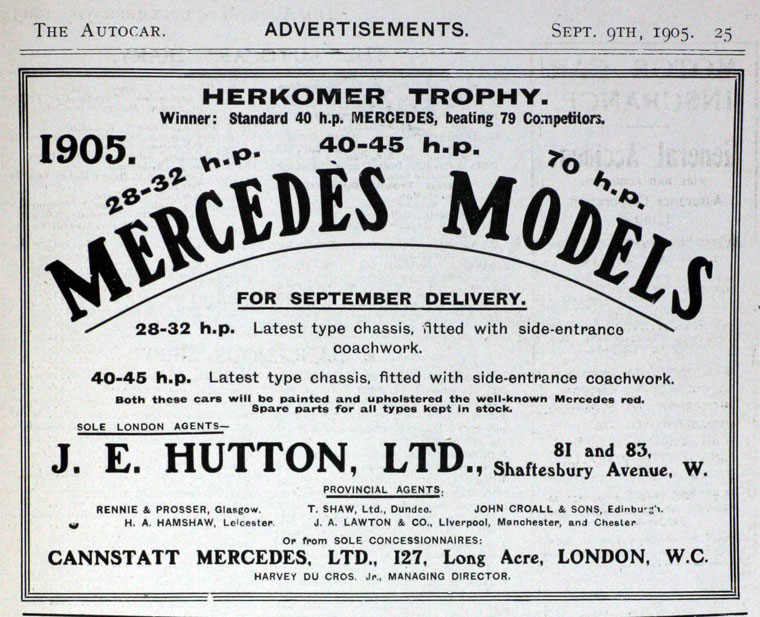 THE AUTOCAR. ADVERTISEMENTS. SEPT. 9TH, 1905. 25
HERKOMER TROPHY.
Winner: Standard 40 h.p. MERCEDES, beating 79 Competitors.
1905.
28-32 h.p. 40-45 h.p. 70 h.p.
MERCEDÈS MODELS
FOR SEPTEMBER DELIVERY.
28-32 h.p. Latest type chassis, fitted with side-entrance
coachwork.
40-45 h.p. Latest type chassis, fitted with side-entrance coachwork.
Both these cars will be painted and upholstered the well-known Mercedes red.
Spare parts for all types kept in stock.
SOLE LONDON AGENTS—
J. E. HUTTON, LTD., 81 and 83,
Shaftesbury Avenue, W.
PROVINCIAL AGENTS:
RENNIE & PROSSER, Glasgow. T. SHAW, Ltd., Dundee. JOHN CROALL & SONS, Edinburgh.
H. A. HAMSHAW, Leicester. J. A. LAWTON & CO., Liverpool, Manchester, and Chester
Or from SOLE CONCESSIONNAIRES:
CANNSTATT MERCEDES, LTD., 127, Long Acre, LONDON, W.C.
HARVEY DU CROS. Jr., MANAGING DIRECTOR.